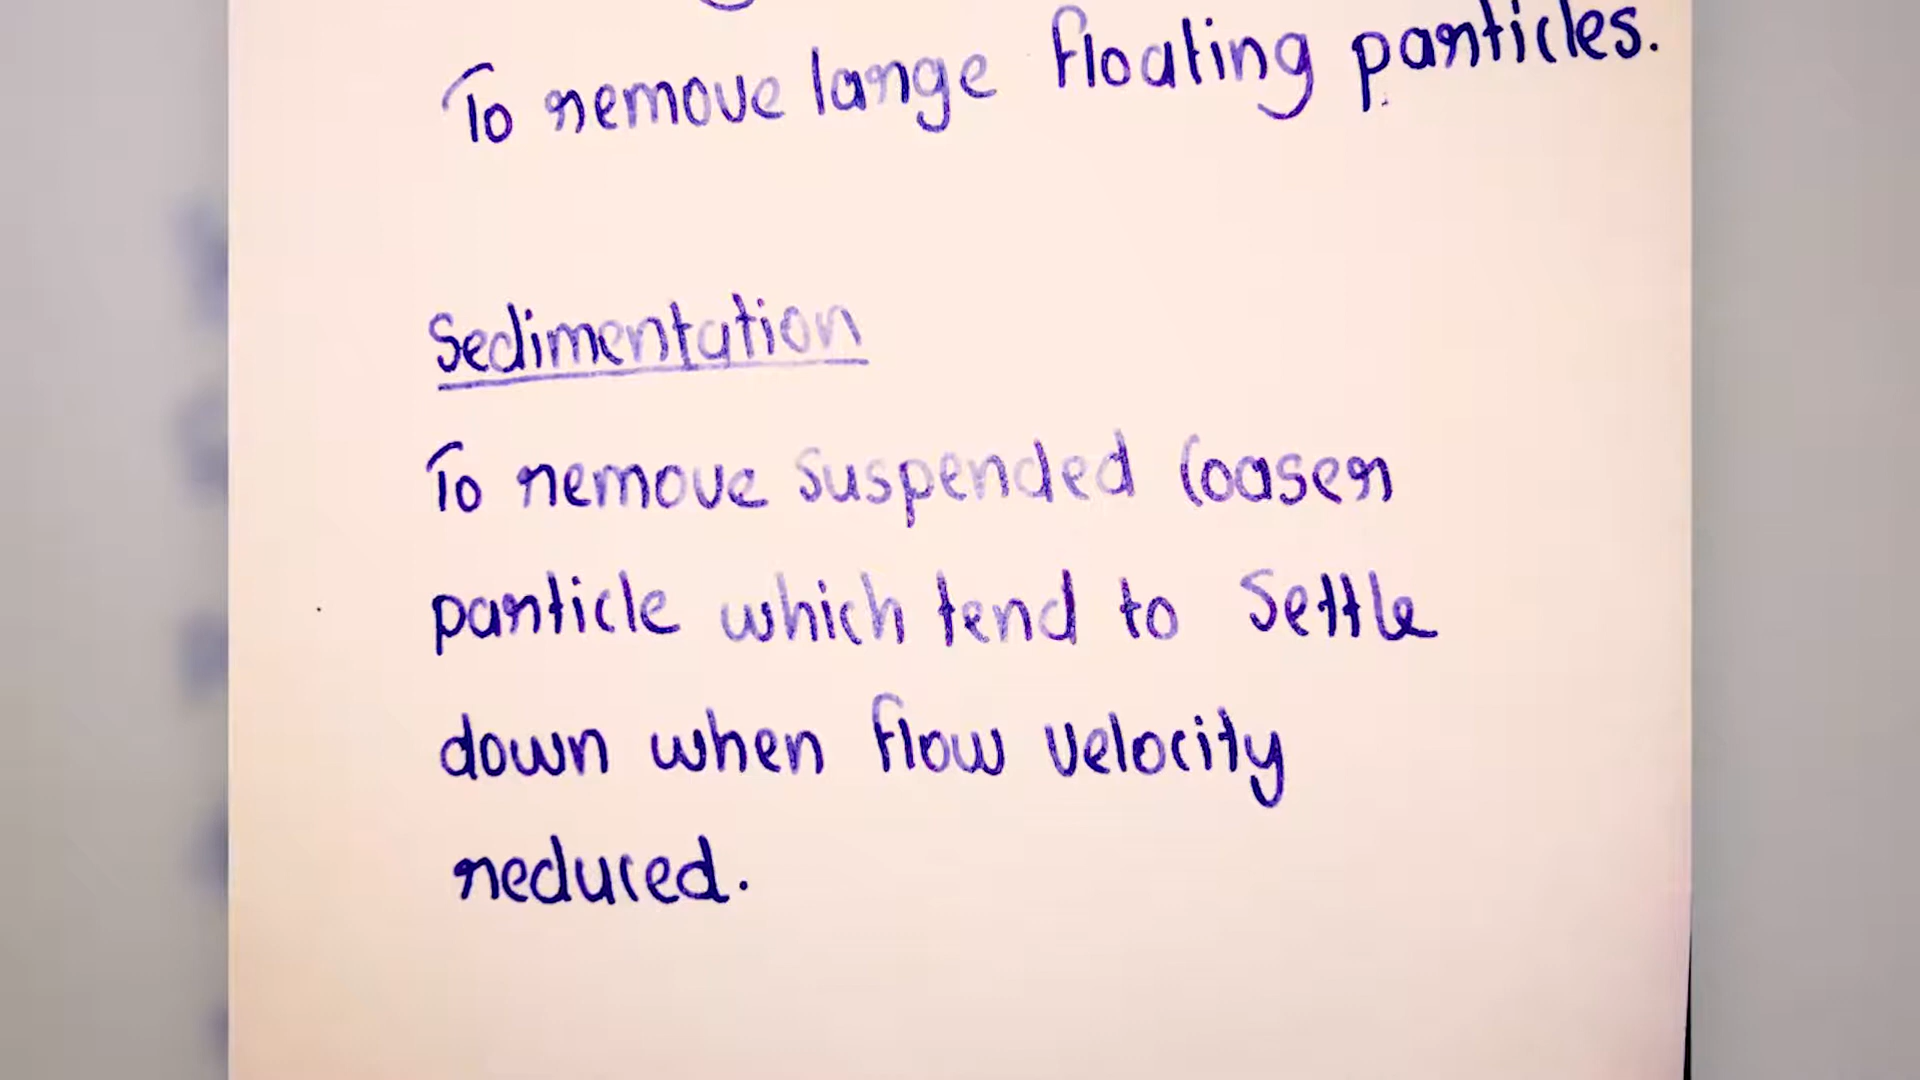 To remove large floating particles.
Sedimentation
To remove suspended coaser
particle which tend to settle
down when flow velocity
reduced.